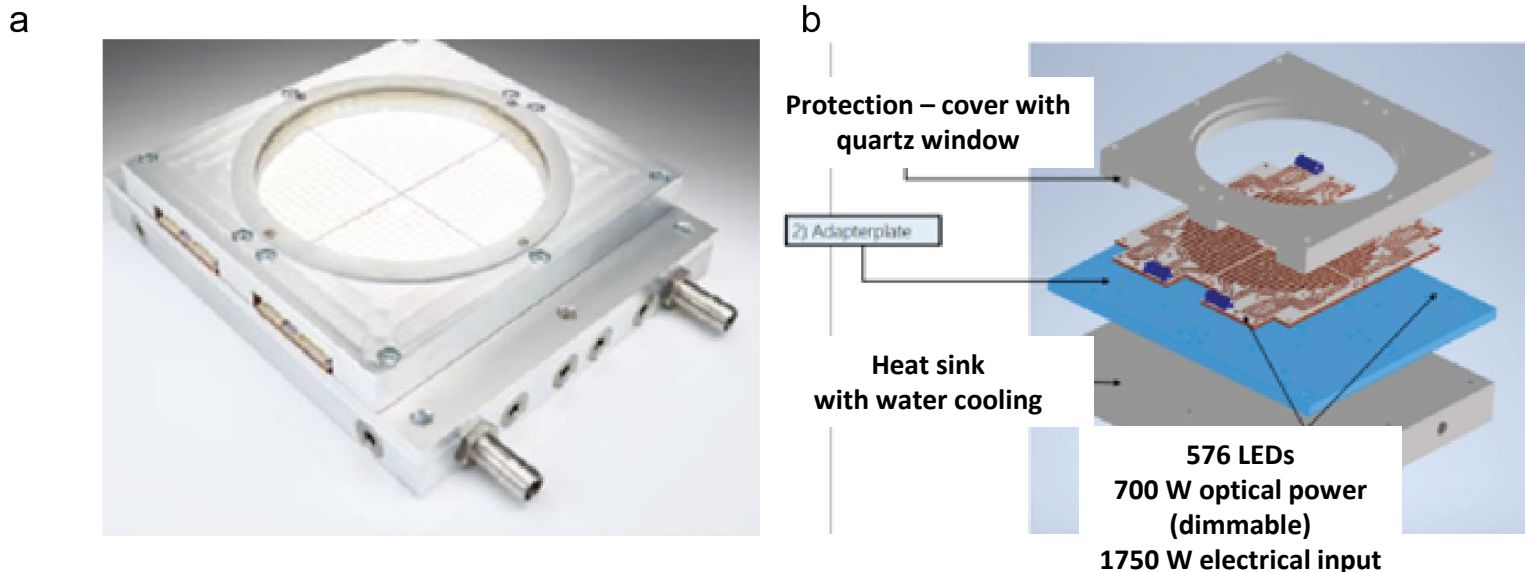 a
b
Protection – cover with
quartz window
2) Adapterplate
Heat sink
with water cooling
576 LEDs
700 W optical power
(dimmable)
1750 W electrical input